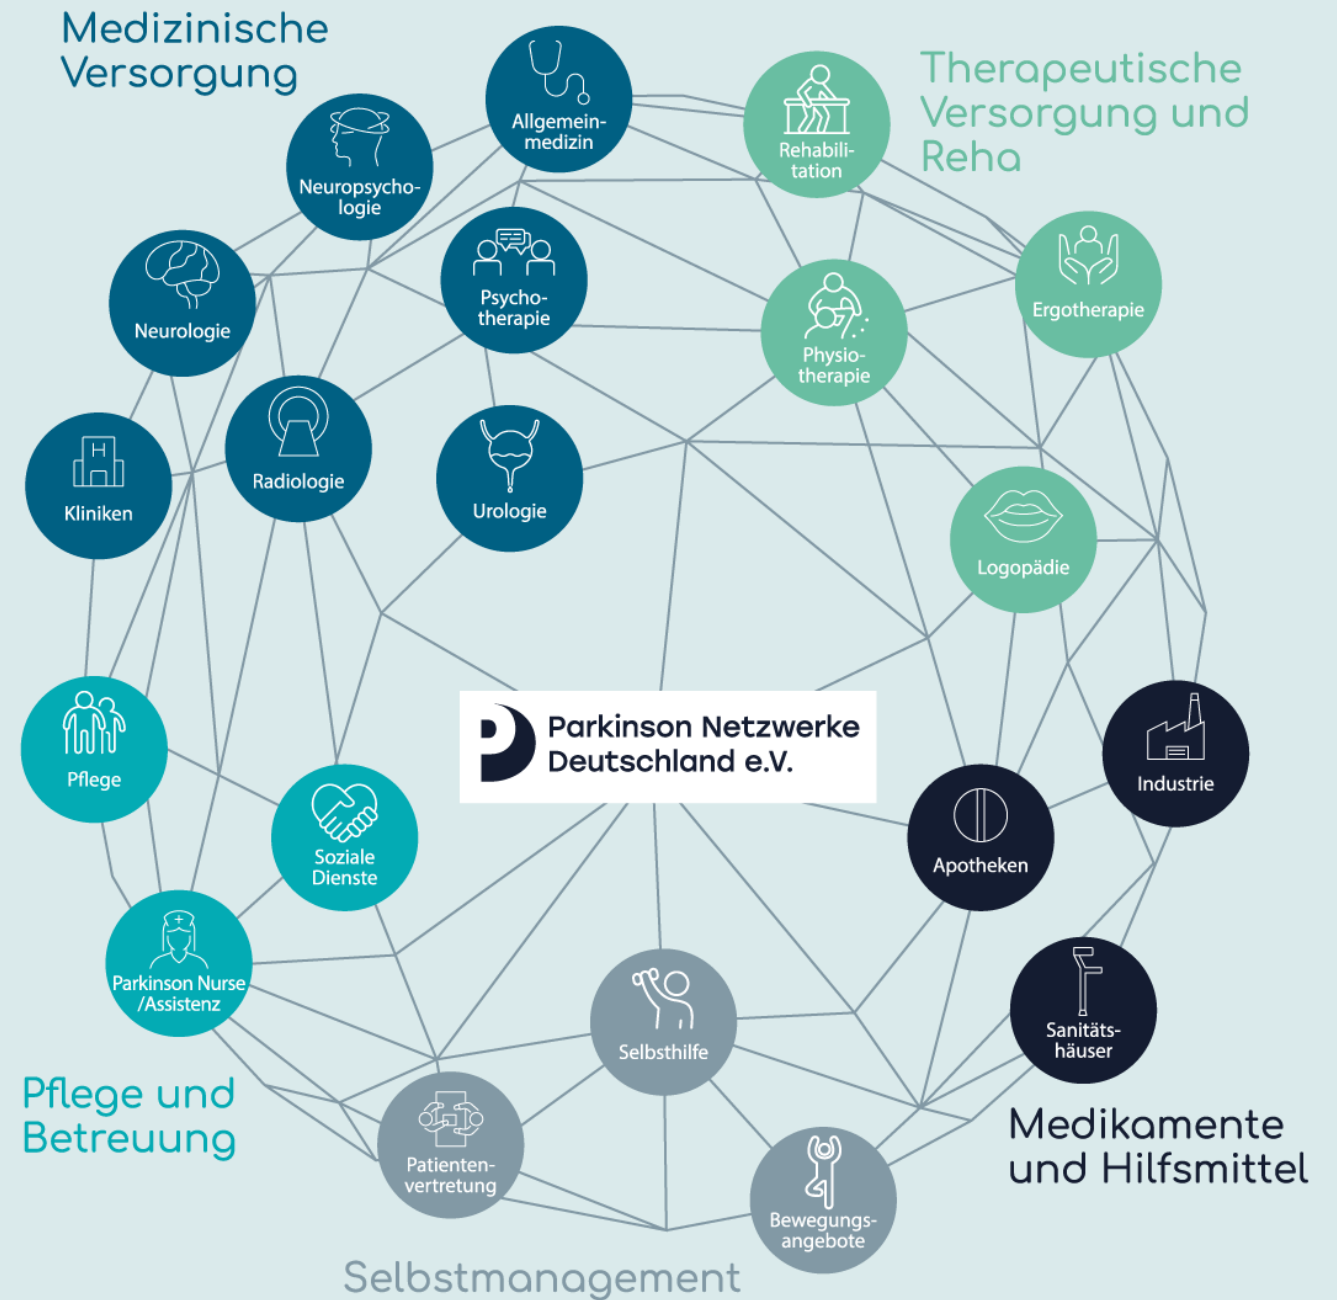 Medizinische
Versorgung
Allgemein-
medizin
Neuropsycho-
logie
Neurologie
Psycho-
therapie
Kliniken
Radiologie
Urologie
Therapeutische
Versorgung und
Reha
Rehabili-
tation
Ergotherapie
Physio-
therapie
Logopädie
H
Parkinson Netzwerke
Deutschland e.V.
Pflege
Soziale
Dienste
Parkinson Nurse
/Assistenz
Pflege und
Betreuung
Industrie
Apotheken
Sanitäts-
häuser
Medikamente
und Hilfsmittel
Selbsthilfe
Patienten-
vertretung
Bewegungs-
angebote
Selbstmanagement